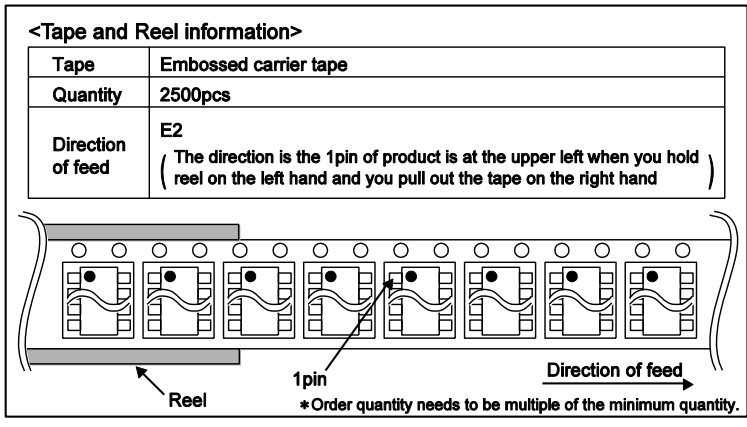 <Tape and Reel information>
Tape Embossed carrier tape
Quantity 2500pcs
Direction of feed E2
( The direction is the 1pin of product is at the upper left when you hold
reel on the left hand and you pull out the tape on the right hand )
1pin
Reel
Direction of feed
*Order quantity needs to be multiple of the minimum quantity.